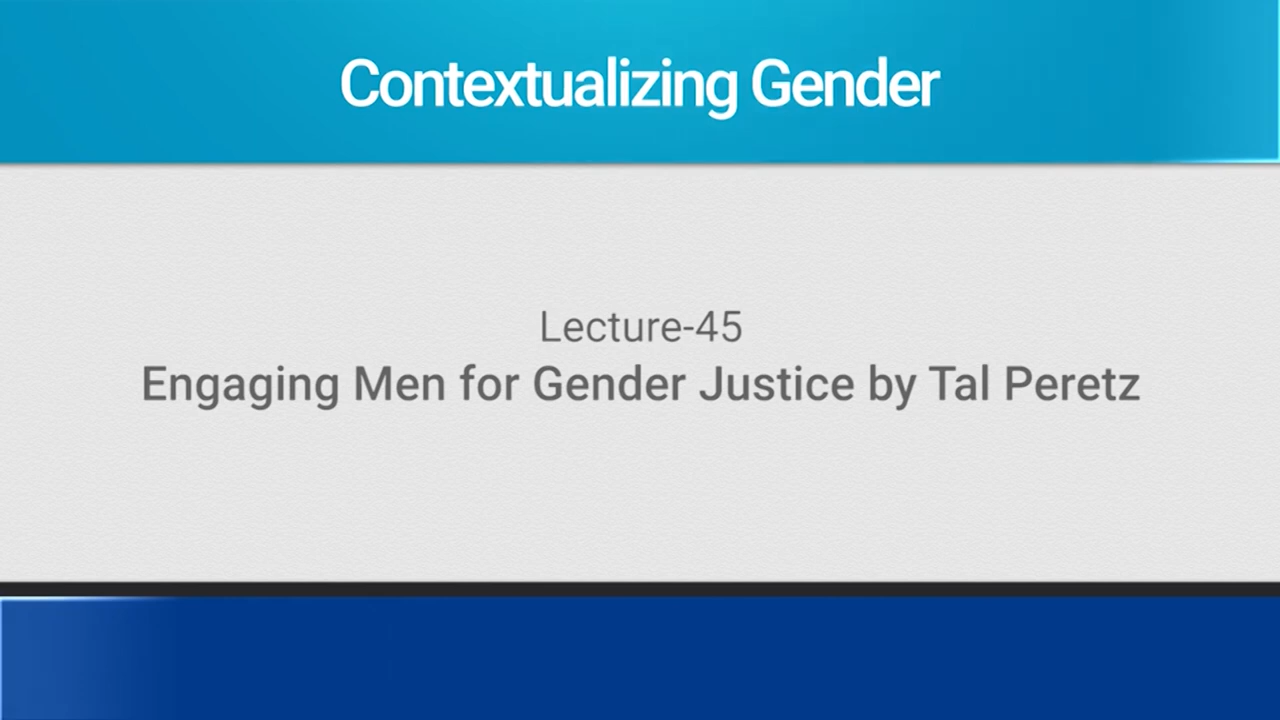 Contextualizing Gender
Lecture-45
Engaging Men for Gender Justice by Tal Peretz